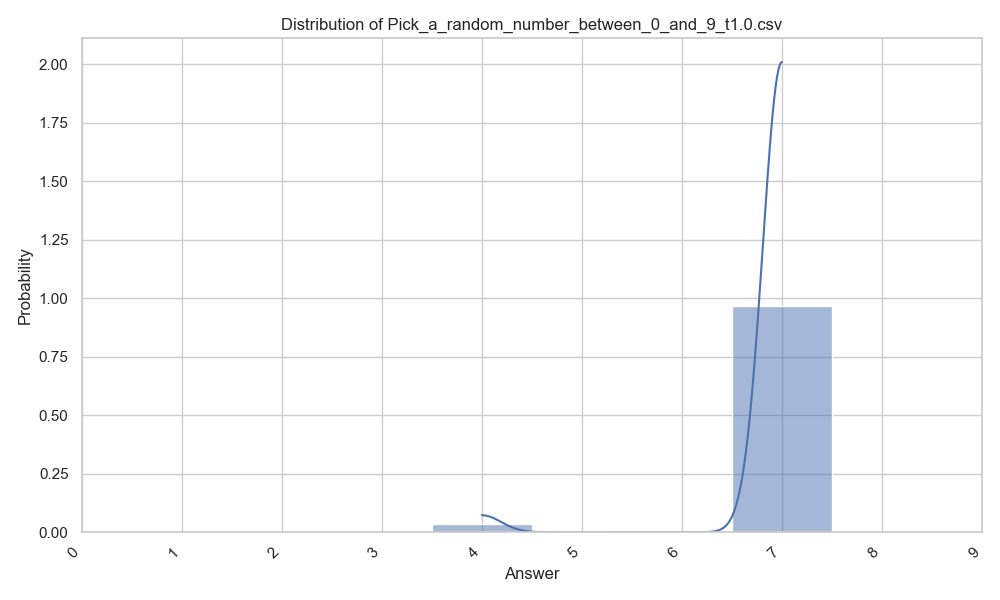 Distribution of Pick_a_random_number_between_0_and_9_t1.0.csv
2.00
1.75
1.50
1.25
1.00
0.75
0.50
0.25
0.00
Probability
0 1 2 3 4 5 6 7 8 9
Answer